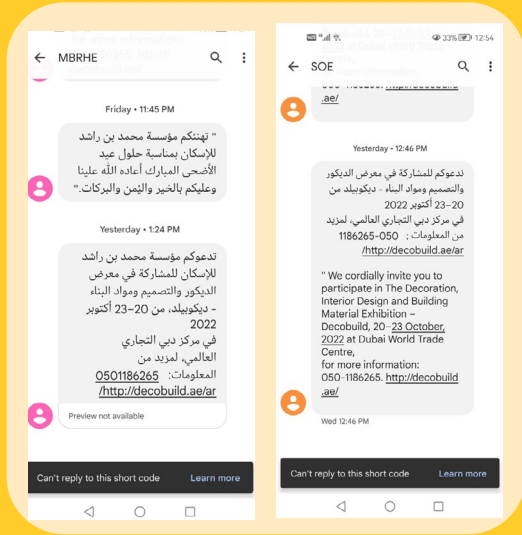 MBRHE
Friday • 11:45 PM
" تهنئكم مؤسسة محمد بن راشد
للإسكان بمناسبة حلول عيد
الأضحى المبارك أعاده الله علينا
وعليكم بالخير واليُمن والبركات."
Yesterday • 1:24 PM
تدعوكم مؤسسة محمد بن راشد
للإسكان للمشاركة في معرض
الديكور والتصميم ومواد البناء
- ديكوبيلد، من 20–23 أكتوبر
2022
في مركز دبي التجاري
العالمي، لمزيد من
المعلومات: 0501186265
http://decobuild.ae/ar/
Preview not available
Can't reply to this short code Learn more
33% 12:54
SOE
.ae/
Yesterday • 12:46 PM
ندعوكم للمشاركة في معرض الديكور
والتصميم ومواد البناء - ديكوبيلد من
20–23 أكتوبر 2022
في مركز دبي التجاري العالمي، لمزيد
من المعلومات : 050-1186265
http://decobuild.ae/ar/
" We cordially invite you to
participate in The Decoration,
Interior Design and Building
Material Exhibition –
Decobuild, 20–23 October,
2022 at Dubai World Trade
Centre,
for more information:
050-1186265. http://decobuild
.ae/
Wed 12:46 PM
Can't reply to this short code Learn more